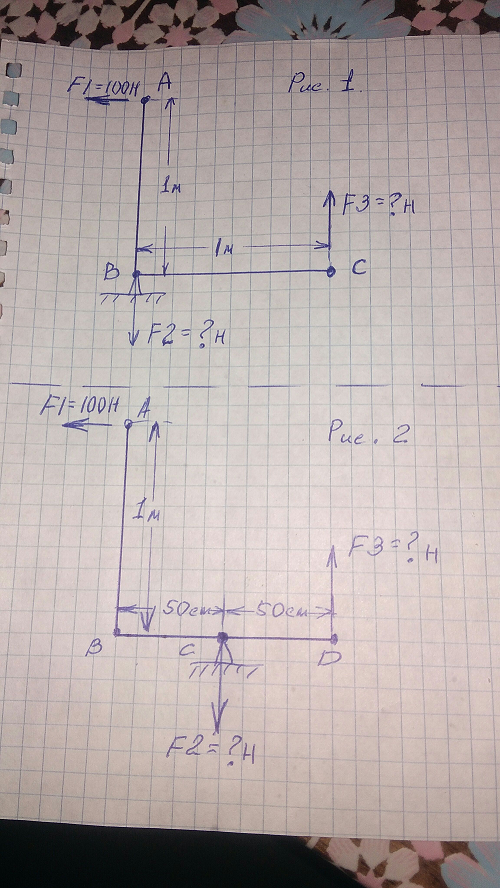 F1=100Н A Рис. 1.
1м
F3=?н
1м
B C
F2=?н
F1=100Н A
Рис. 2
1м
F3=?н
50см 50см
B C D
F2=?н